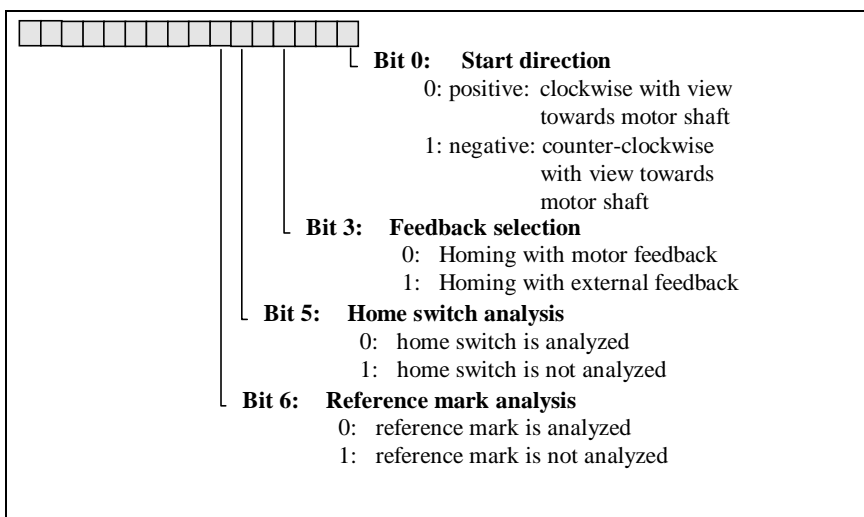 Bit 0: Start direction
0: positive: clockwise with view
towards motor shaft
1: negative: counter-clockwise
with view towards
motor shaft
Bit 3: Feedback selection
0: Homing with motor feedback
1: Homing with external feedback
Bit 5: Home switch analysis
0: home switch is analyzed
1: home switch is not analyzed
Bit 6: Reference mark analysis
0: reference mark is analyzed
1: reference mark is not analyzed